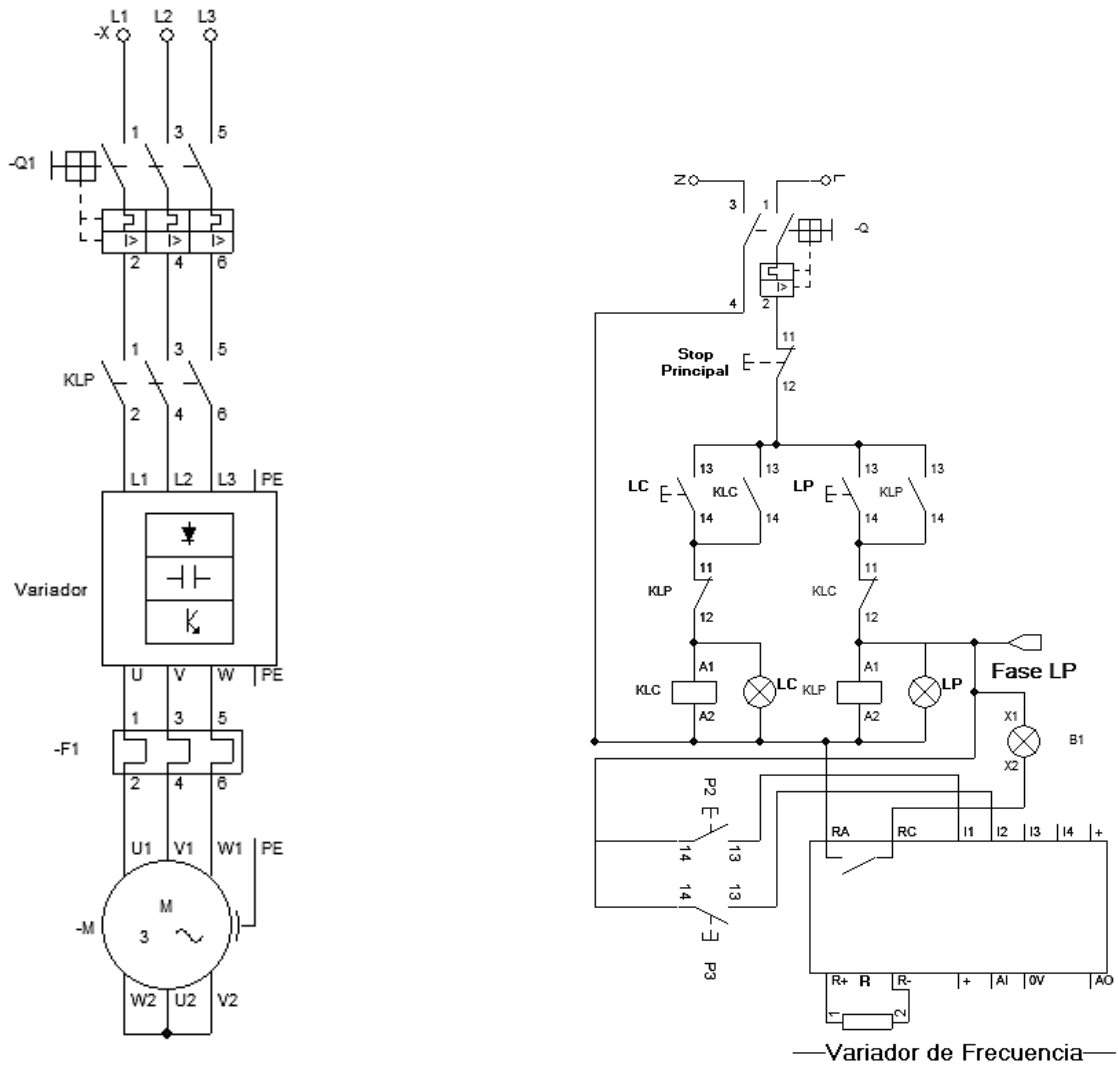 L1 L2 L3
-X
1 3 5
-Q1
I> I> I>
2 4 6
1 3 5
KLP
2 4 6
L1 L2 L3 PE
Variador
U V W PE
1 3 5
-F1
2 4 6
U1 V1 W1 PE
M
-M
3
W2 U2 V2
N L
3 1
-Q
I>
4 2
11
Stop
Principal
12
13 13 13 13
LC KLC LP KLP
14 14 14 14
11 11
KLP KLC
12 12
Fase LP
A1 A1
KLC LC KLP LP
A2 A2
X1
B1
X2
P2
14 13
14 13
P3
RA RC I1 I2 I3 I4 +
R+ R R- + AI 0V AO
1 2
Variador de Frecuencia